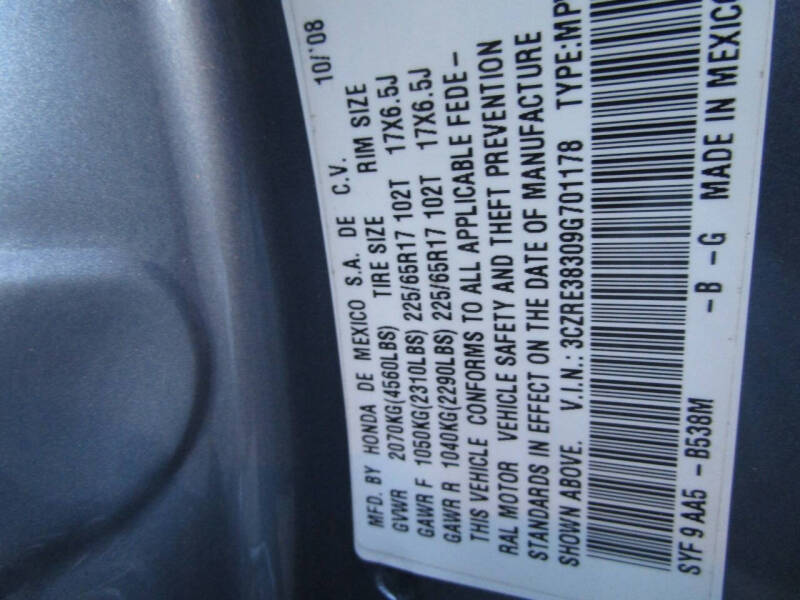 MFD. BY HONDA DE MEXICO S.A. DE C.V. 10/'08
GVWR 2070KG(4560LBS) TIRE SIZE RIM SIZE
GAWR F 1050KG(2310LBS) 225/65R17 102T 17X6.5J
GAWR R 1040KG(2290LBS) 225/65R17 102T 17X6.5J
THIS VEHICLE CONFORMS TO ALL APPLICABLE FEDE-
RAL MOTOR VEHICLE SAFETY AND THEFT PREVENTION
STANDARDS IN EFFECT ON THE DATE OF MANUFACTURE
SHOWN ABOVE. V.I.N.: 3CZRE38309G701178 TYPE:MP
SYF 9 AA5 -B538M -B -G MADE IN MEXICO